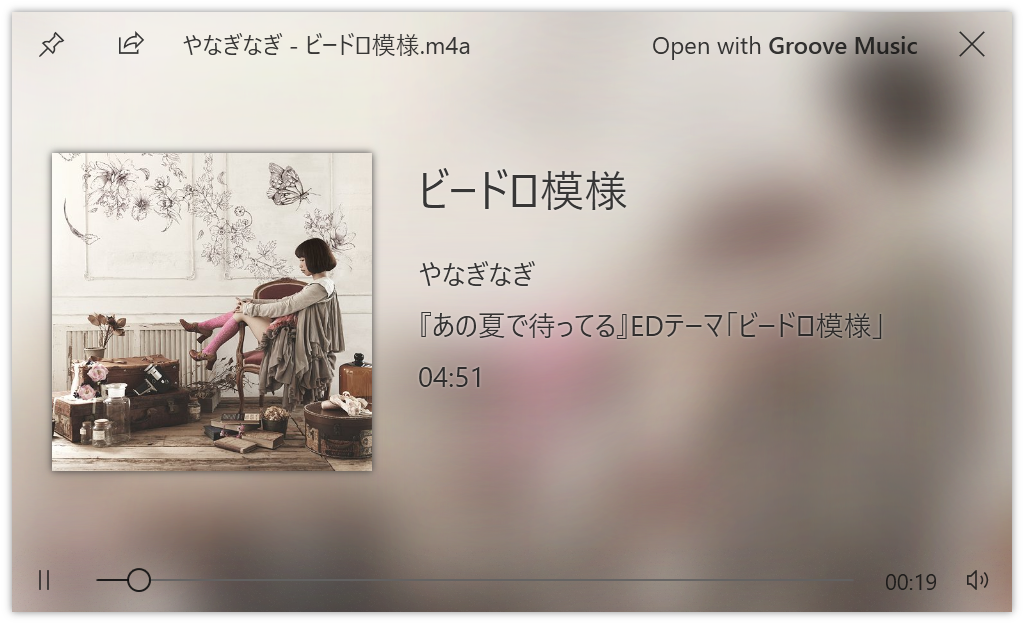 やなぎなぎ - ビードロ模様.m4a
Open with Groove Music
ビードロ模様
やなぎなぎ
『あの夏で待ってる』EDテーマ「ビードロ模様」
04:51
00:19